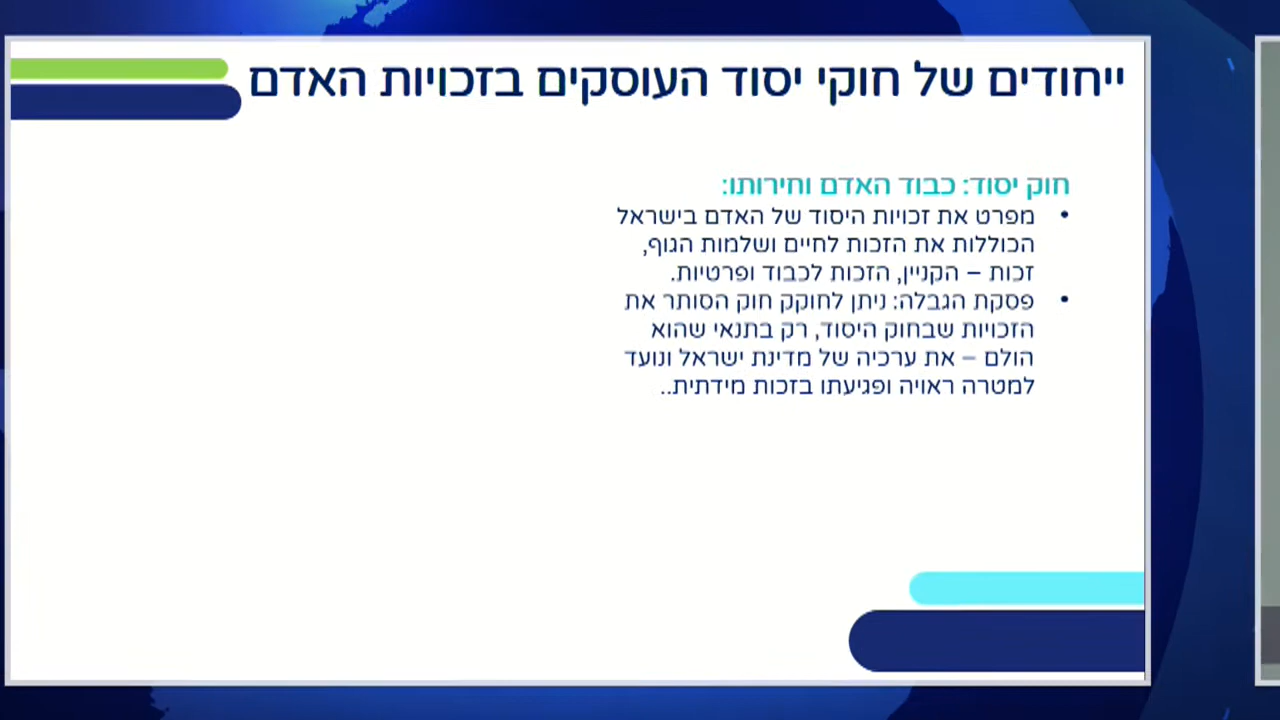 ייחודים של חוקי יסוד העוסקים בזכויות האדם
חוק יסוד: כבוד האדם וחירותו:
• מפרט את זכויות היסוד של האדם בישראל
הכוללות את הזכות לחיים ושלמות הגוף,
זכות – הקניין, הזכות לכבוד ופרטיות.
• פסקת הגבלה: ניתן לחוקק חוק הסותר את
הזכויות שבחוק היסוד, רק בתנאי שהוא
הולם – את ערכיה של מדינת ישראל ונועד
למטרה ראויה ופגיעתו בזכות מידתית..